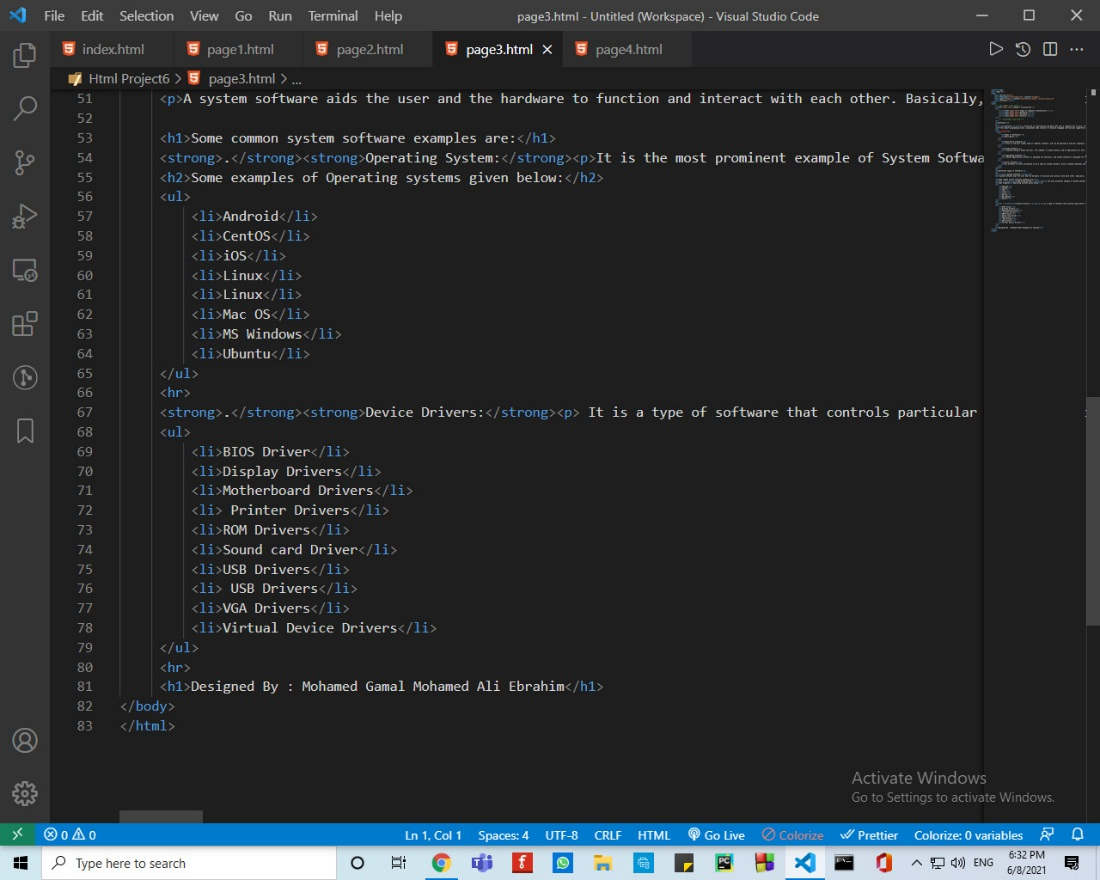 File Edit Selection View Go Run Terminal Help page3.html - Untitled (Workspace) - Visual Studio Code
index.html page1.html page2.html page3.html page4.html
Html Project6 > page3.html > ...
51 <p>A system software aids the user and the hardware to function and interact with each other. Basically,
52
53 <h1>Some common system software examples are:</h1>
54 <strong>.</strong><strong>Operating System:</strong><p>It is the most prominent example of System Softwa
55 <h2>Some examples of Operating systems given below:</h2>
56 <ul>
57 <li>Android</li>
58 <li>CentOS</li>
59 <li>iOS</li>
60 <li>Linux</li>
61 <li>Linux</li>
62 <li>Mac OS</li>
63 <li>MS Windows</li>
64 <li>Ubuntu</li>
65 </ul>
66 <hr>
67 <strong>.</strong><strong>Device Drivers:</strong><p> It is a type of software that controls particular
68 <ul>
69 <li>BIOS Driver</li>
70 <li>Display Drivers</li>
71 <li>Motherboard Drivers</li>
72 <li> Printer Drivers</li>
73 <li>ROM Drivers</li>
74 <li>Sound card Driver</li>
75 <li>USB Drivers</li>
76 <li> USB Drivers</li>
77 <li>VGA Drivers</li>
78 <li>Virtual Device Drivers</li>
79 </ul>
80 <hr>
81 <h1>Designed By : Mohamed Gamal Mohamed Ali Ebrahim</h1>
82 </body>
83 </html>
Activate Windows
Go to Settings to activate Windows.
0 0 Ln 1, Col 1 Spaces: 4 UTF-8 CRLF HTML Go Live Colorize Prettier Colorize: 0 variables
Type here to search ENG 6:32 PM
6/8/2021